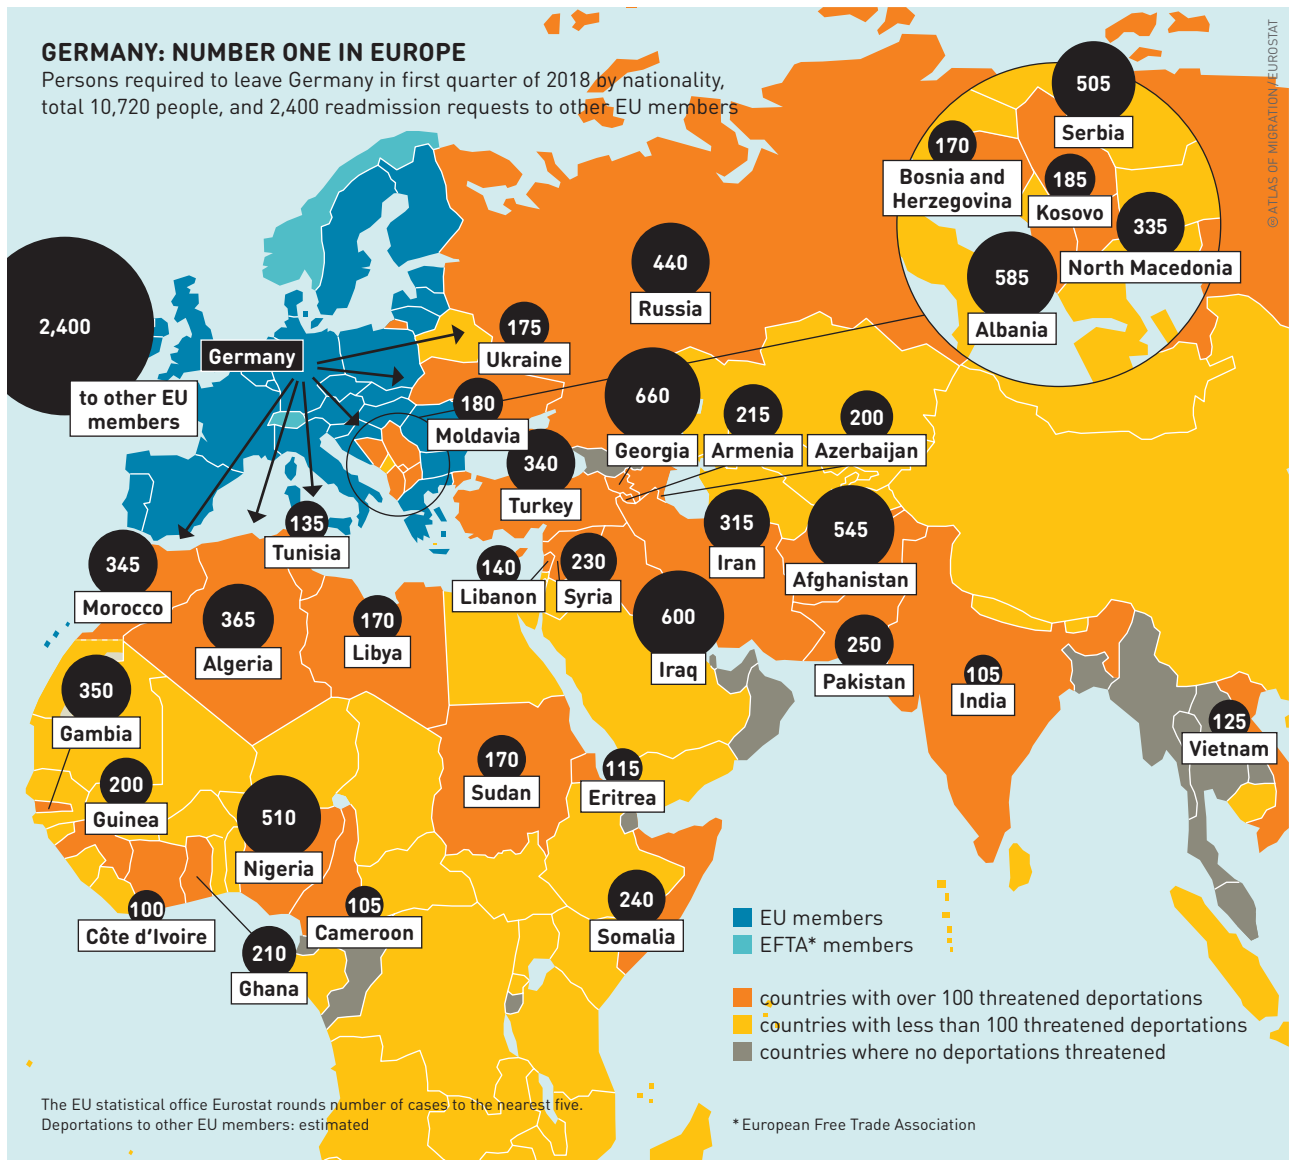 GERMANY: NUMBER ONE IN EUROPE
Persons required to leave Germany in first quarter of 2018 by nationality,
total 10,720 people, and 2,400 readmission requests to other EU members
© ATLAS OF MIGRATION/EUROSTAT
505
Serbia
170
Bosnia and
Herzegovina
185
Kosovo
335
North Macedonia
585
Albania
440
Russia
2,400
to other EU
members
Germany
175
Ukraine
180
Moldavia
660
Georgia
215
Armenia
200
Azerbaijan
340
Turkey
135
Tunisia
315
Iran
545
Afghanistan
345
Morocco
140
Libanon
230
Syria
365
Algeria
170
Libya
600
Iraq
250
Pakistan
105
India
350
Gambia
125
Vietnam
200
Guinea
170
Sudan
115
Eritrea
510
Nigeria
100
Côte d’Ivoire
105
Cameroon
240
Somalia
210
Ghana
EU members
EFTA* members
countries with over 100 threatened deportations
countries with less than 100 threatened deportations
countries where no deportations threatened
The EU statistical office Eurostat rounds number of cases to the nearest five.
Deportations to other EU members: estimated
* European Free Trade Association